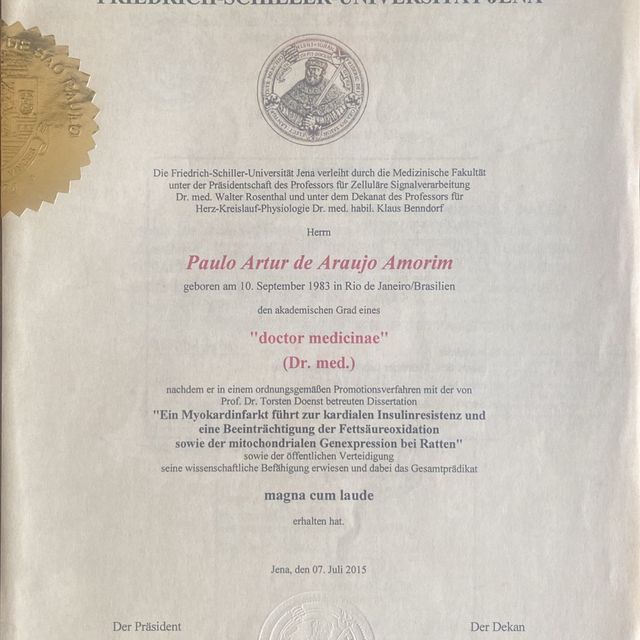 FRIEDRICH-SCHILLER-UNIVERSITÄT JENA
Die Friedrich-Schiller-Universität Jena verleiht durch die Medizinische Fakultät
unter der Präsidentschaft des Professors für Zelluläre Signalverarbeitung
Dr. med. Walter Rosenthal und unter dem Dekanat des Professors für
Herz-Kreislauf-Physiologie Dr. med. habil. Klaus Benndorf
Herrn
Paulo Artur de Araujo Amorim
geboren am 10. September 1983 in Rio de Janeiro/Brasilien
den akademischen Grad eines
"doctor medicinae"
(Dr. med.)
nachdem er in einem ordnungsgemäßen Promotionsverfahren mit der von
Prof. Dr. Torsten Doenst betreuten Dissertation
"Ein Myokardinfarkt führt zur kardialen Insulinresistenz und
eine Beeinträchtigung der Fettsäureoxidation
sowie der mitochondrialen Genexpression bei Ratten"
sowie der öffentlichen Verteidigung
seine wissenschaftliche Befähigung erwiesen und dabei das Gesamtprädikat
magna cum laude
erhalten hat.
Jena, den 07. Juli 2015
Der Präsident
Der Dekan